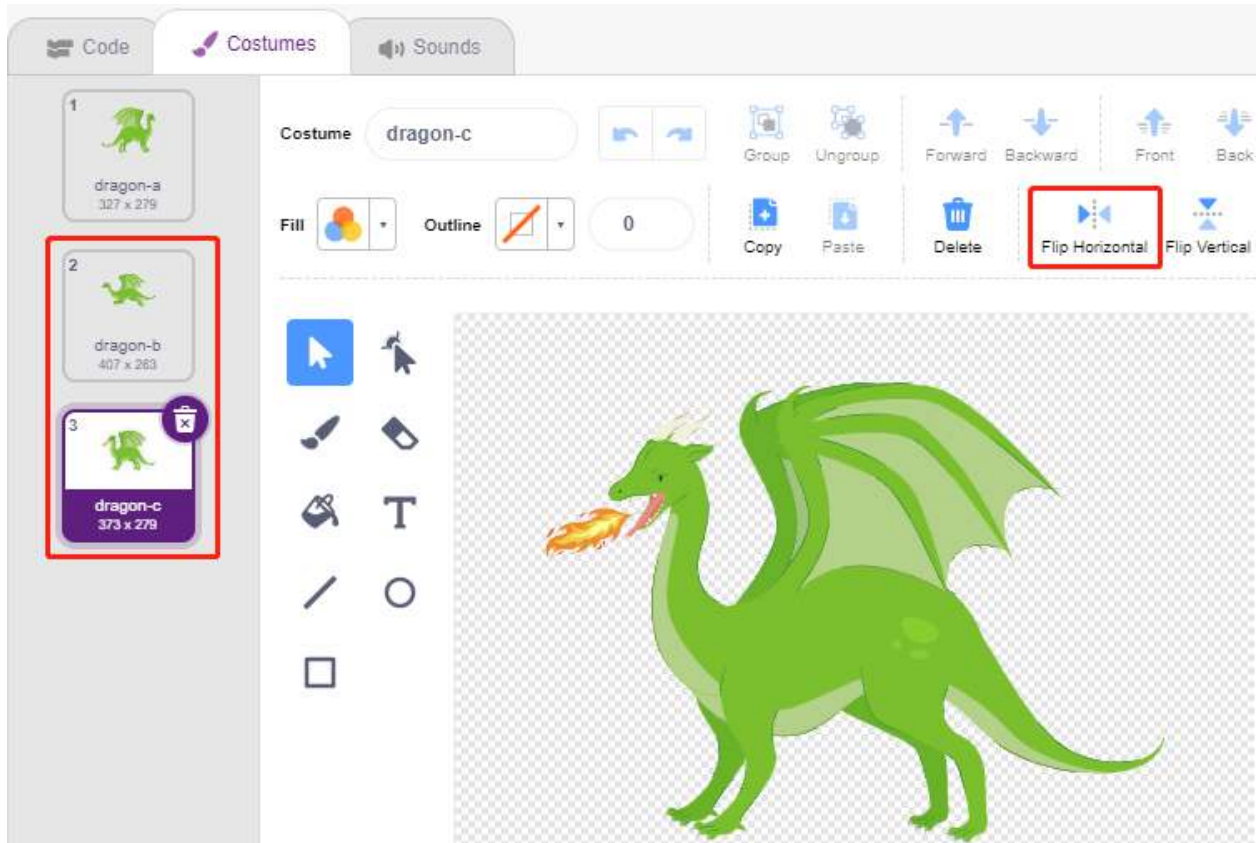 Code
Costumes
Sounds
1
dragon-a
327 x 279
2
dragon-b
407 x 263
3
dragon-c
373 x 279
Costume
dragon-c
Group
Ungroup
Forward
Backward
Front
Back
Fill
Outline
0
Copy
Paste
Delete
Flip Horizontal
Flip Vertical
T